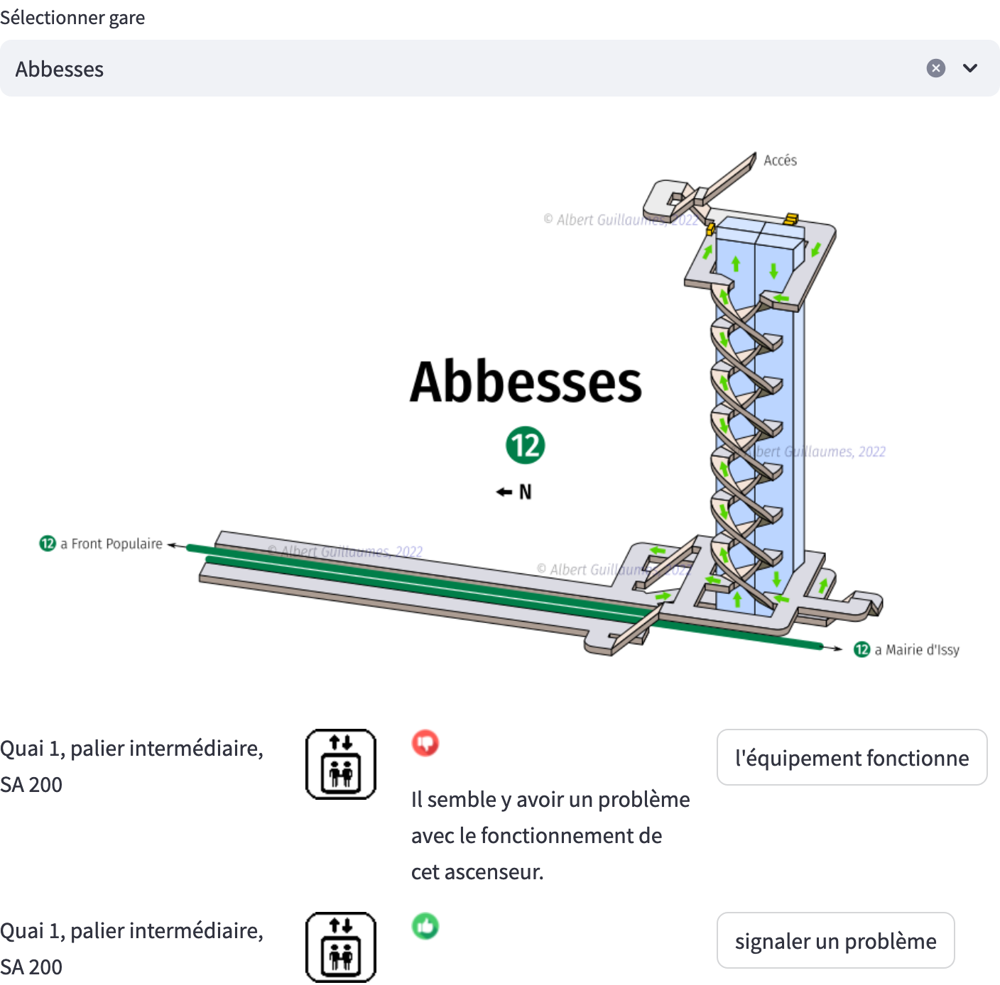 Sélectionner gare
Abbesses
Accés
© Albert Guillaumes, 2022
Abbesses
12
Albert Guillaumes, 2022
N
12 a Front Populaire
© Albert Guillaumes, 2022
© Albert Guillaumes, 2022
12 a Mairie d'Issy
Quai 1, palier intermédiaire,
SA 200
Il semble y avoir un problème
avec le fonctionnement de
cet ascenseur.
l'équipement fonctionne
Quai 1, palier intermédiaire,
SA 200
signaler un problème